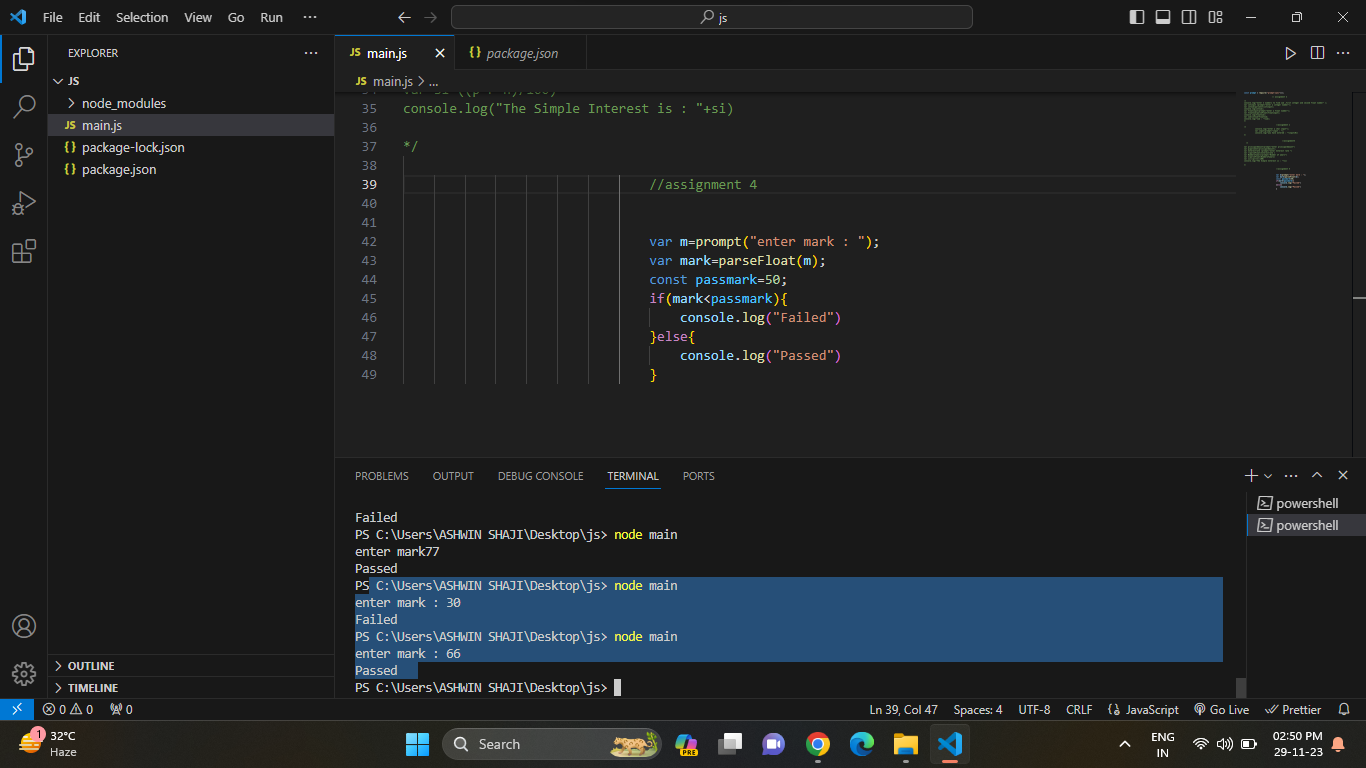 File Edit Selection View Go Run ··· js
EXPLORER ···
JS
node_modules
JS main.js
{} package-lock.json
{} package.json
JS main.js {} package.json
JS main.js > ...
35 console.log("The Simple Interest is : "+si)
36
37 */
38
39 //assignment 4
40
41
42 var m=prompt("enter mark : ");
43 var mark=parseFloat(m);
44 const passmark=50;
45 if(mark<passmark){
46 console.log("Failed")
47 }else{
48 console.log("Passed")
49 }
PROBLEMS OUTPUT DEBUG CONSOLE TERMINAL PORTS
Failed
PS C:\Users\ASHWIN SHAJI\Desktop\js> node main
enter mark77
Passed
PS C:\Users\ASHWIN SHAJI\Desktop\js> node main
enter mark : 30
Failed
PS C:\Users\ASHWIN SHAJI\Desktop\js> node main
enter mark : 66
Passed
PS C:\Users\ASHWIN SHAJI\Desktop\js>
powershell
powershell
OUTLINE
TIMELINE
0 0 0 Ln 39, Col 47 Spaces: 4 UTF-8 CRLF JavaScript Go Live Prettier
1 32°C
Haze
Search
PRE
ENG
IN
02:50 PM
29-11-23